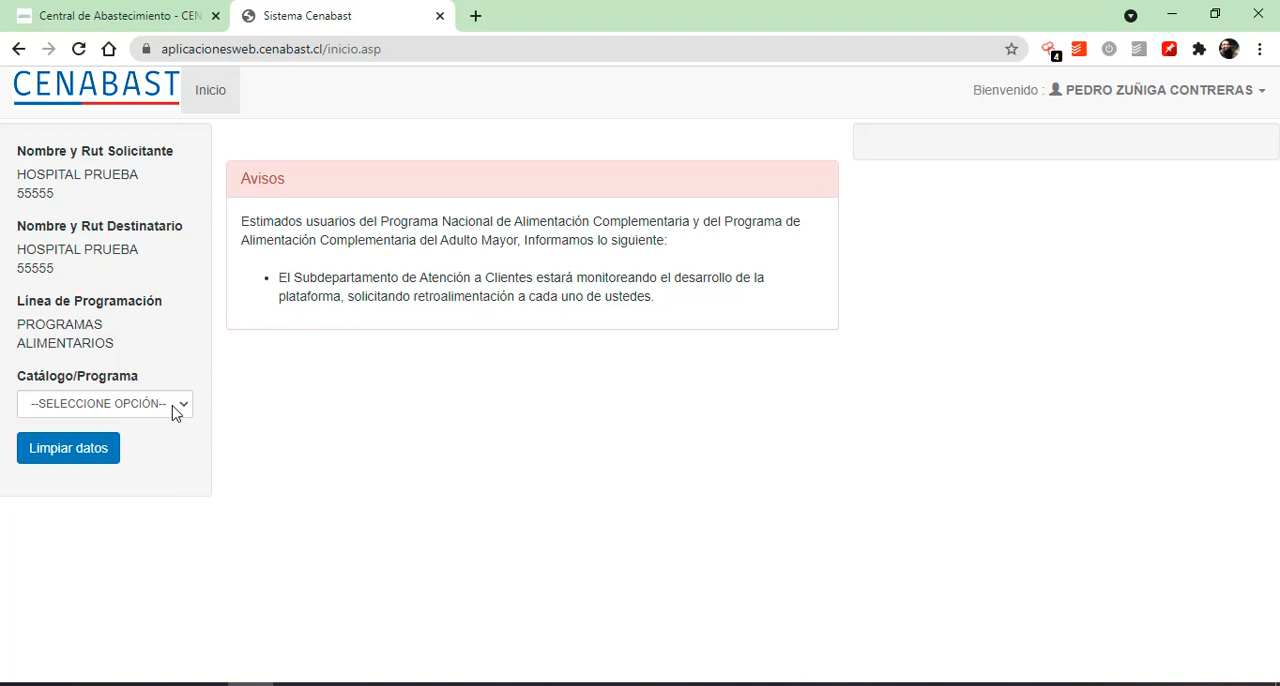 Central de Abastecimiento - CEN
Sistema Cenabast
aplicacionesweb.cenabast.cl/inicio.asp
4
CENABAST
Inicio
Bienvenido : PEDRO ZUÑIGA CONTRERAS
Nombre y Rut Solicitante
HOSPITAL PRUEBA
55555
Nombre y Rut Destinatario
HOSPITAL PRUEBA
55555
Línea de Programación
PROGRAMAS
ALIMENTARIOS
Catálogo/Programa
--SELECCIONE OPCIÓN--
Limpiar datos
Avisos
Estimados usuarios del Programa Nacional de Alimentación Complementaria y del Programa de
Alimentación Complementaria del Adulto Mayor, Informamos lo siguiente:
• El Subdepartamento de Atención a Clientes estará monitoreando el desarrollo de la
plataforma, solicitando retroalimentación a cada uno de ustedes.